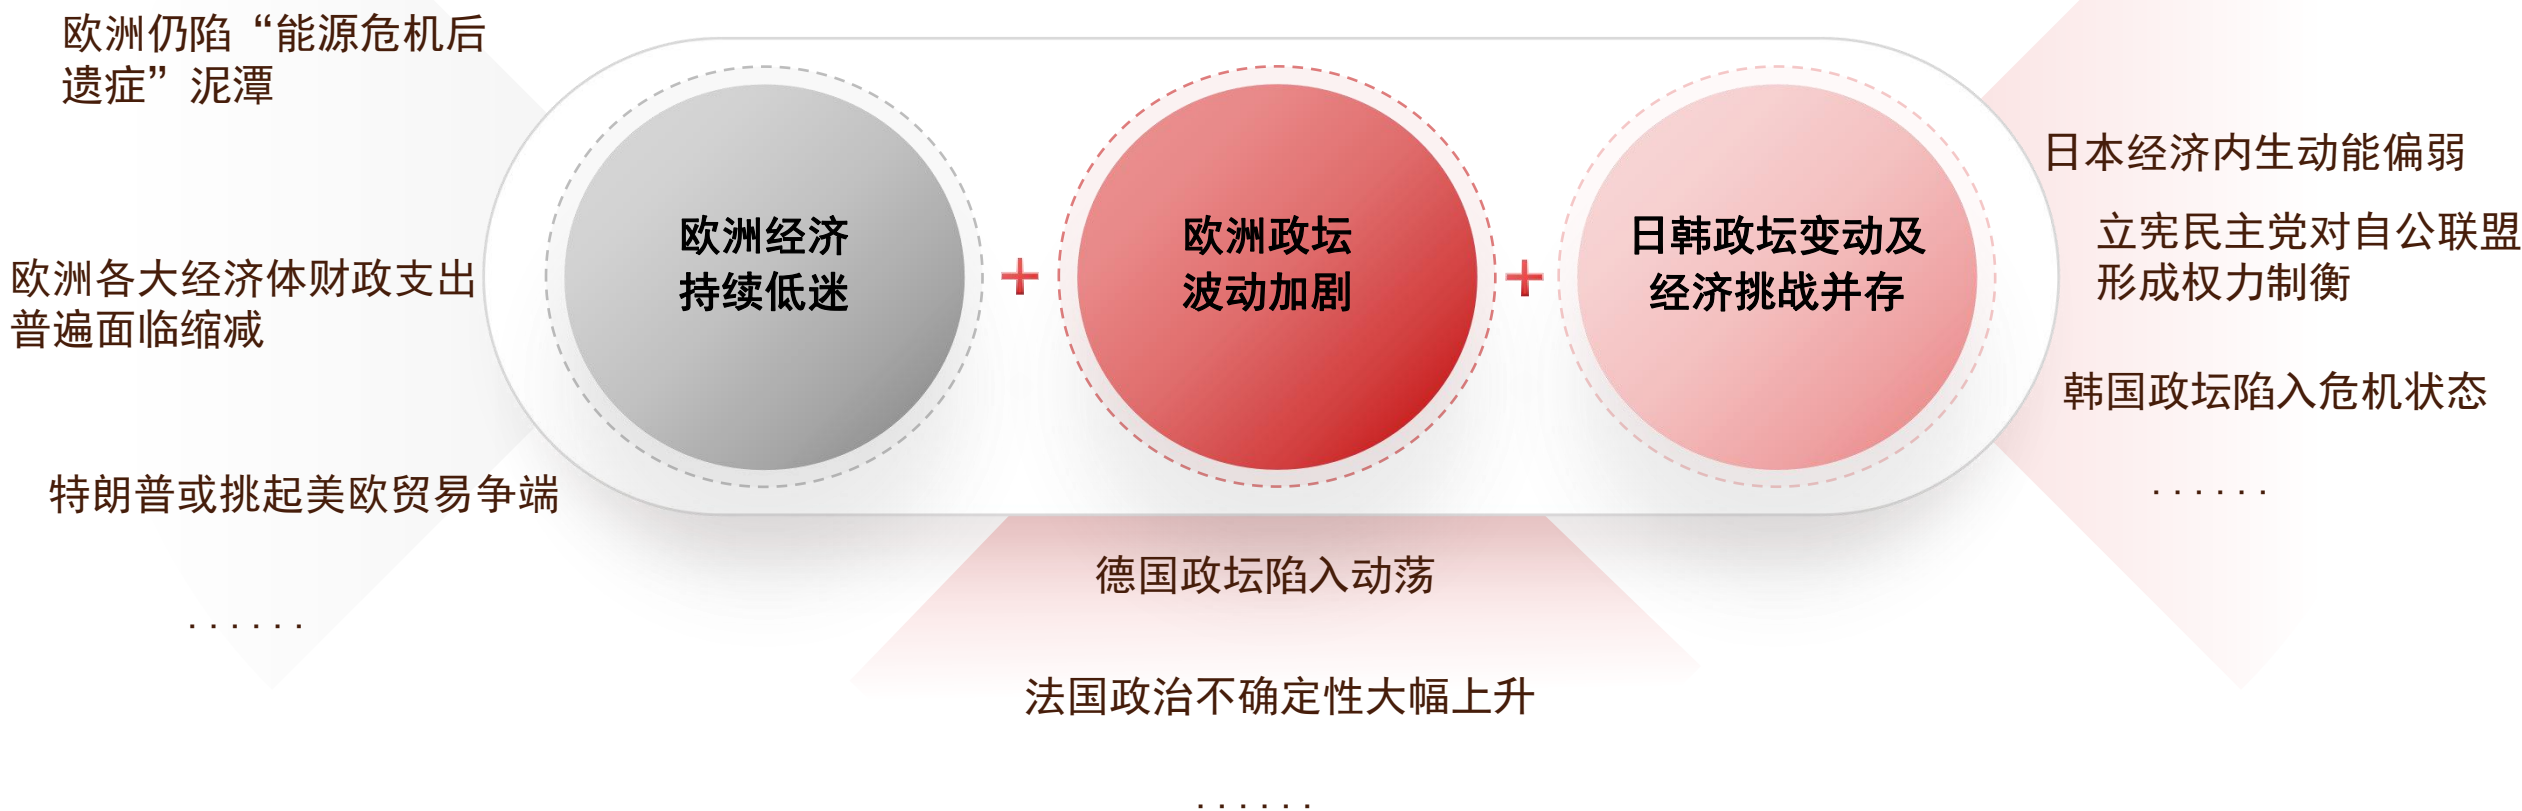 欧洲仍陷“能源危机后
遗症”泥潭
欧洲各大经济体财政支出
普遍面临缩减
特朗普或挑起美欧贸易争端
......
欧洲经济
持续低迷
+
欧洲政坛
波动加剧
+
日韩政坛变动及
经济挑战并存
德国政坛陷入动荡
法国政治不确定性大幅上升
......
日本经济内生动能偏弱
立宪民主党对自公联盟
形成权力制衡
韩国政坛陷入危机状态
......